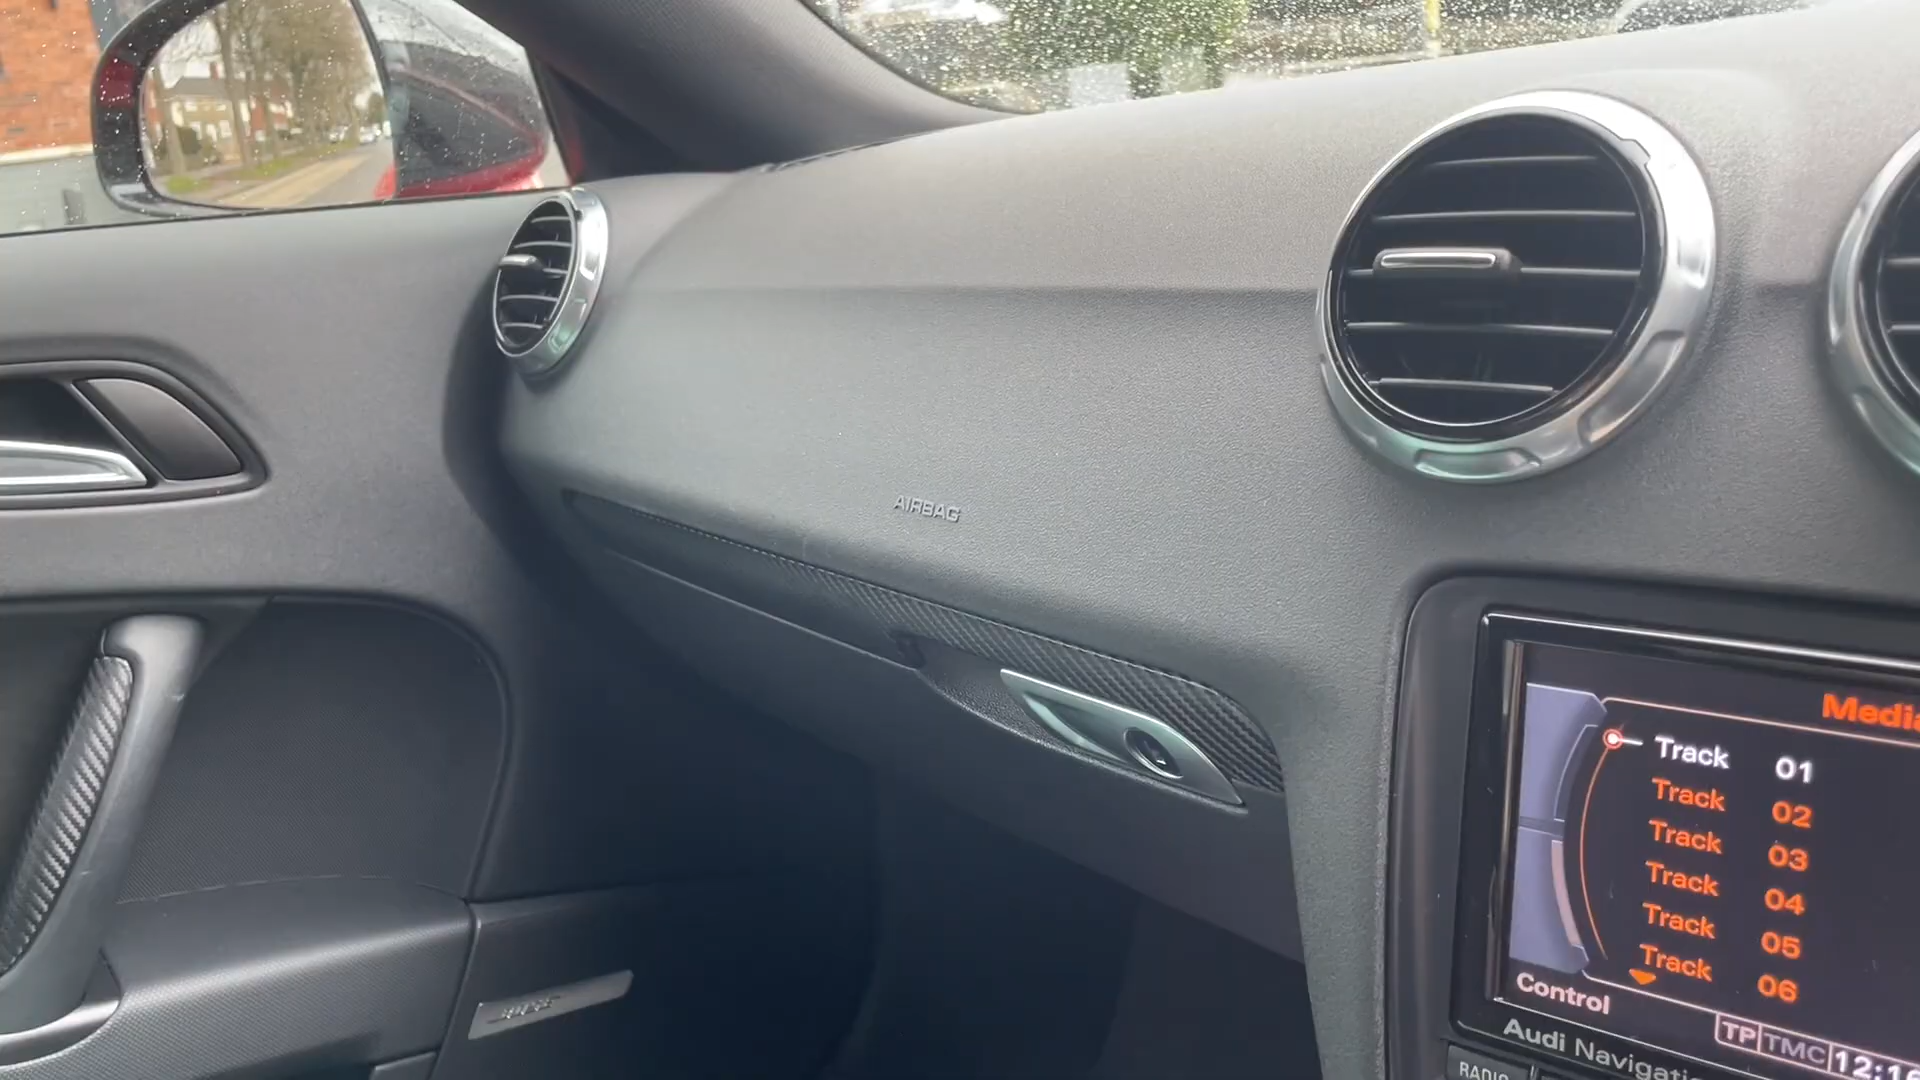 AIRBAG
Media
Track 01
Track 02
Track 03
Track 04
Track 05
Track 06
Control
TP TMC 12:16
Audi Navigati
RADIO